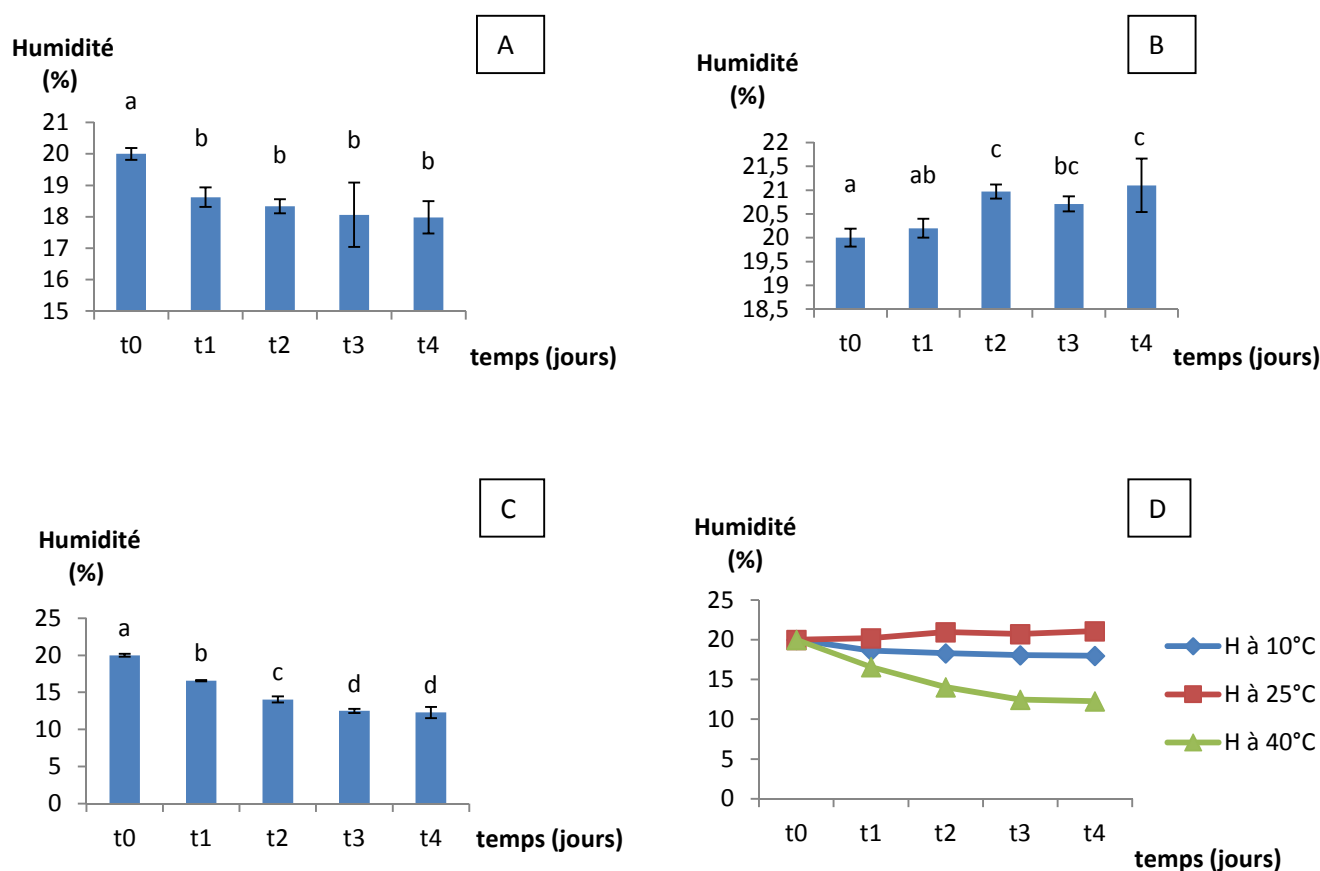 A
Humidité
(%)
a
b
b
b
b
21
20
19
18
17
16
15
t0 t1 t2 t3 t4
temps (jours)
B
Humidité
(%)
a
ab
c
bc
c
22
21,5
21
20,5
20
19,5
19
18,5
t0 t1 t2 t3 t4
temps (jours)
C
Humidité
(%)
a
b
c
d
d
25
20
15
10
5
0
t0 t1 t2 t3 t4
temps (jours)
D
Humidité
(%)
25
20
15
10
5
0
t0 t1 t2 t3 t4
temps (jours)
H à 10°C
H à 25°C
H à 40°C